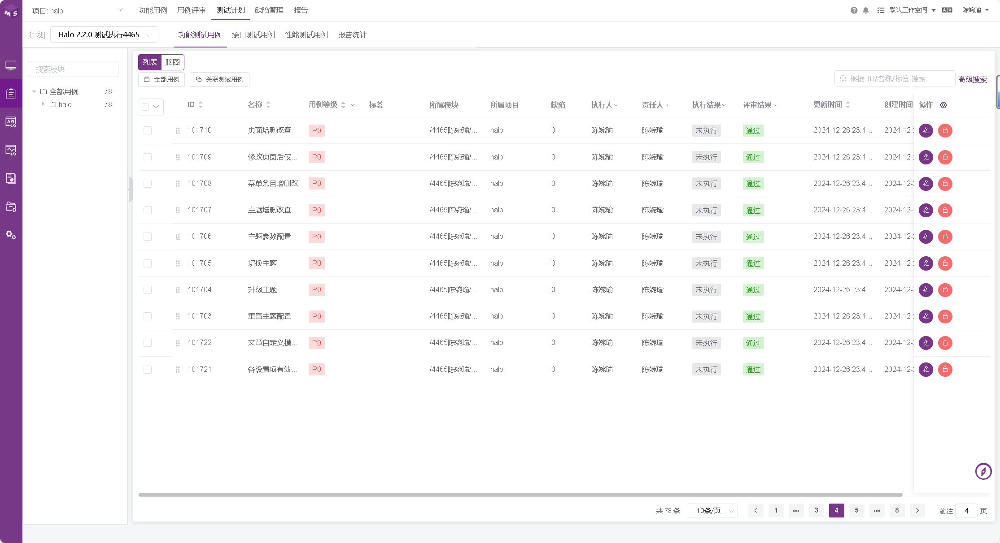 MS 项目: halo 功能用例 用例评审 测试计划 缺陷管理 报告 默认工作空间 陈婉瑜
[计划] Halo 2.2.0 测试执行4465 功能测试用例 接口测试用例 性能测试用例 报告统计
搜索模块
全部用例 78
halo 78
API
列表 脑图
全部用例 关联测试用例 根据 ID/名称/标签 搜索 高级搜索
ID 名称 用例等级 标签 所属模块 所属项目 缺陷 执行人 责任人 执行结果 评审结果 更新时间 创建时间 操作
101710 页面增删改查 P0 /4465陈婉瑜/... halo 0 陈婉瑜 陈婉瑜 未执行 通过 2024-12-26 23:4... 2024-12-
101709 修改页面后仅... P0 /4465陈婉瑜/... halo 0 陈婉瑜 陈婉瑜 未执行 通过 2024-12-26 23:4... 2024-12-
101708 菜单条目增删改 P0 /4465陈婉瑜/... halo 0 陈婉瑜 陈婉瑜 未执行 通过 2024-12-26 23:4... 2024-12-
101707 主题增删改查 P0 /4465陈婉瑜/... halo 0 陈婉瑜 陈婉瑜 未执行 通过 2024-12-26 23:4... 2024-12-
101706 主题参数配置 P0 /4465陈婉瑜/... halo 0 陈婉瑜 陈婉瑜 未执行 通过 2024-12-26 23:4... 2024-12-
101705 切换主题 P0 /4465陈婉瑜/... halo 0 陈婉瑜 陈婉瑜 未执行 通过 2024-12-26 23:4... 2024-12-
101704 升级主题 P0 /4465陈婉瑜/... halo 0 陈婉瑜 陈婉瑜 未执行 通过 2024-12-26 23:4... 2024-12-
101703 重置主题配置 P0 /4465陈婉瑜/... halo 0 陈婉瑜 陈婉瑜 未执行 通过 2024-12-26 23:4... 2024-12-
101722 文章自定义模... P0 /4465陈婉瑜/... halo 0 陈婉瑜 陈婉瑜 未执行 通过 2024-12-26 23:4... 2024-12-
101721 各设置项有效... P0 /4465陈婉瑜/... halo 0 陈婉瑜 陈婉瑜 未执行 通过 2024-12-26 23:4... 2024-12-
共 78 条 10条/页 1 ... 3 4 5 ... 8 前往 4 页